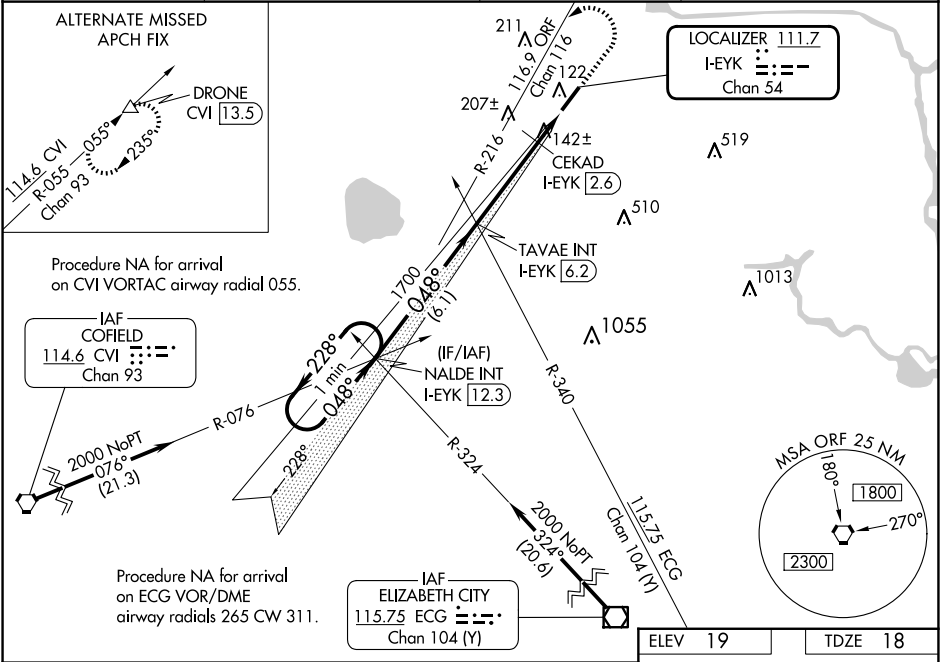 ALTERNATE MISSED
APCH FIX
DRONE
CVI 13.5
055°
235°
114.6 CVI
R-055
Chan 93
211
116.9 ORF
Chan 116
122
207±
142±
R-216
LOCALIZER 111.7
I-EYK
Chan 54
CEKAD
I-EYK 2.6
519
510
TAVAE INT
I-EYK 6.2
1013
1055
Procedure NA for arrival
on CVI VORTAC airway radial 055.
1700
048°
(6.1)
IAF
COFIELD
114.6 CVI
Chan 93
228°
1 min
048°
(IF/IAF)
NALDE INT
I-EYK 12.3
R-340
R-076
2000 NoPT
076°
(21.3)
228°
R-324
2000 NoPT
324°
(20.6)
115.75 ECG
Chan 104 (Y)
MSA ORF 25 NM
180°
1800
270°
2300
Procedure NA for arrival
on ECG VOR/DME
airway radials 265 CW 311.
IAF
ELIZABETH CITY
115.75 ECG
Chan 104 (Y)
ELEV 19
TDZE 18